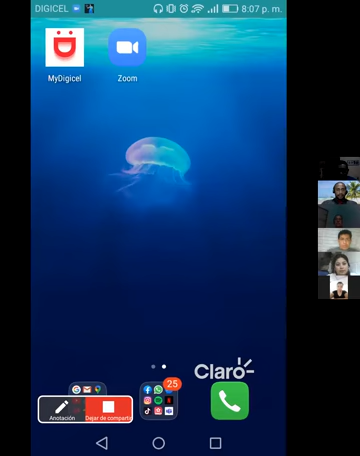 DIGICEL 8:07 p. m.
MyDigicel
Zoom
Claro
25
Anotación
Dejar de compartir